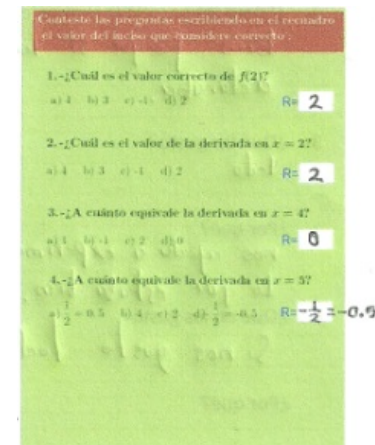 Conteste las preguntas escribiendo en el recuadro
el valor del inciso que considere correcto :
1.-¿Cuál es el valor correcto de f(2)?
a) 4 b) 3 c) -1 d) 2 R= 2
2.-¿Cuál es el valor de la derivada en x = 2?
a) 4 b) 3 c) -1 d) 2 R= 2
3.-¿A cuánto equivale la derivada en x = 4?
b) -1 c) 2 d) 0 R= 0
4.-¿A cuánto equivale la derivada en x = 5?
a) 1/2 = 0.5 b) 4 c) 2 d) -1/2 = -0.5 R= -1/2 = -0.5